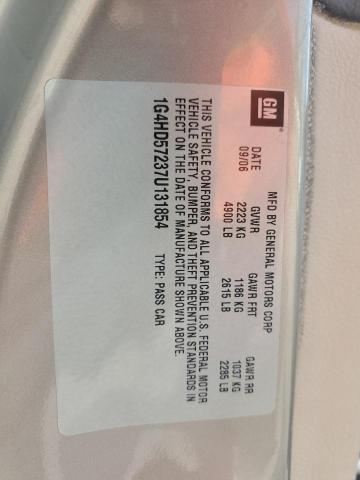 GM
MFD BY GENERAL MOTORS CORP
DATE GVWR GAWR FRT GAWR RR
09/06 2223 KG 1186 KG 1037 KG
4900 LB 2615 LB 2285 LB
THIS VEHICLE CONFORMS TO ALL APPLICABLE U.S. FEDERAL MOTOR
VEHICLE SAFETY, BUMPER, AND THEFT PREVENTION STANDARDS IN
EFFECT ON THE DATE OF MANUFACTURE SHOWN ABOVE.
1G4HD57237U131854 TYPE: PASS CAR